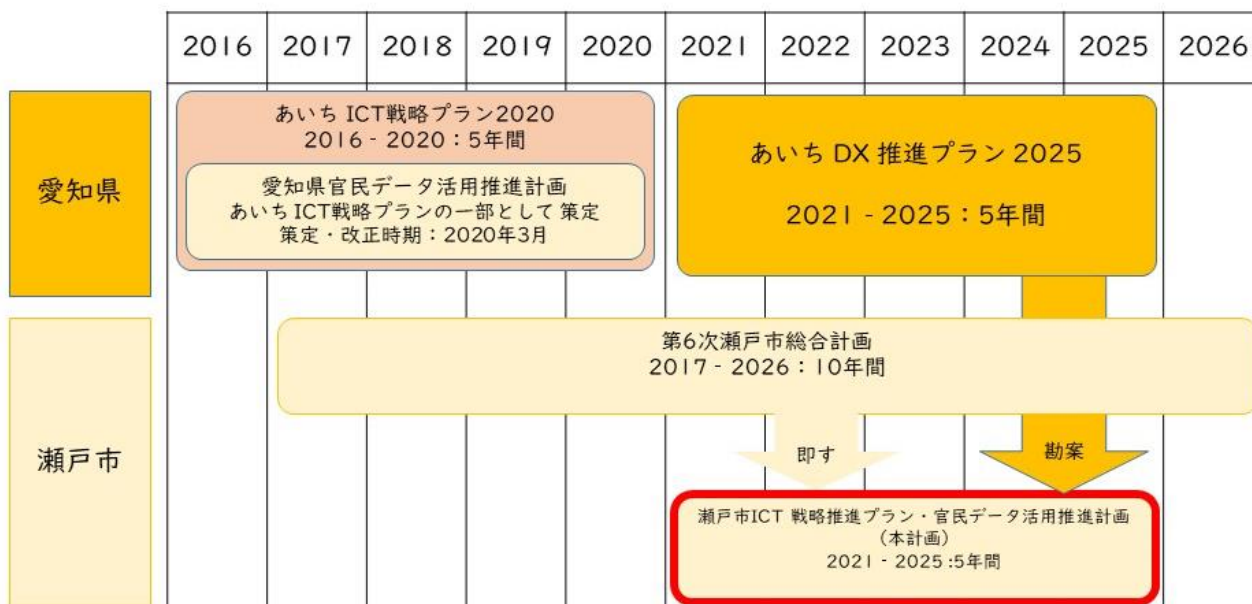 2016 2017 2018 2019 2020 2021 2022 2023 2024 2025 2026
愛知県
あいち ICT戦略プラン2020
2016 - 2020：5年間
愛知県官民データ活用推進計画
あいち ICT戦略プランの一部として 策定
策定・改正時期：2020年3月
あいち DX 推進プラン 2025
2021 - 2025：5年間
瀬戸市
第6次瀬戸市総合計画
2017 - 2026：10年間
即す
勘案
瀬戸市ICT 戦略推進プラン・官民データ活用推進計画
（本計画）
2021 - 2025:5年間